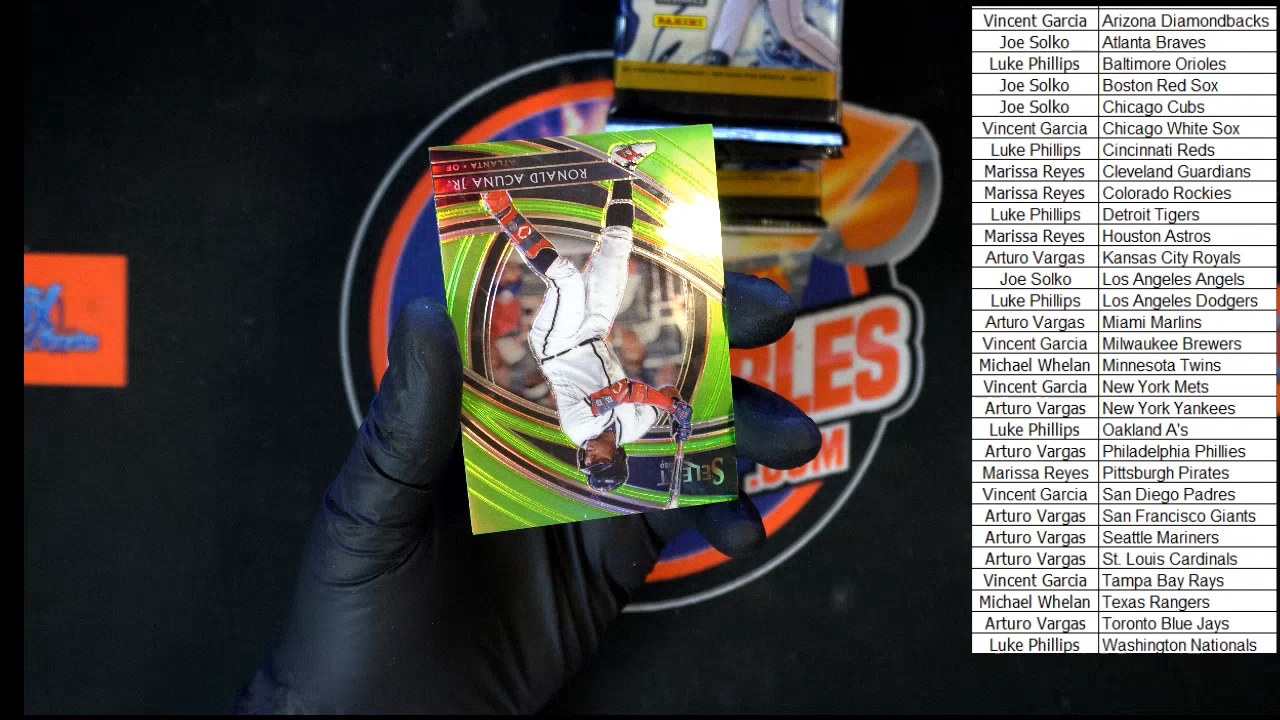 PANINI
ATLANTA • OF
RONALD ACUNA JR.
SELECT
BLES
.COM
Vincent Garcia Arizona Diamondbacks
Joe Solko Atlanta Braves
Luke Phillips Baltimore Orioles
Joe Solko Boston Red Sox
Joe Solko Chicago Cubs
Vincent Garcia Chicago White Sox
Luke Phillips Cincinnati Reds
Marissa Reyes Cleveland Guardians
Marissa Reyes Colorado Rockies
Luke Phillips Detroit Tigers
Marissa Reyes Houston Astros
Arturo Vargas Kansas City Royals
Joe Solko Los Angeles Angels
Luke Phillips Los Angeles Dodgers
Arturo Vargas Miami Marlins
Vincent Garcia Milwaukee Brewers
Michael Whelan Minnesota Twins
Vincent Garcia New York Mets
Arturo Vargas New York Yankees
Luke Phillips Oakland A's
Arturo Vargas Philadelphia Phillies
Marissa Reyes Pittsburgh Pirates
Vincent Garcia San Diego Padres
Arturo Vargas San Francisco Giants
Arturo Vargas Seattle Mariners
Arturo Vargas St. Louis Cardinals
Vincent Garcia Tampa Bay Rays
Michael Whelan Texas Rangers
Arturo Vargas Toronto Blue Jays
Luke Phillips Washington Nationals